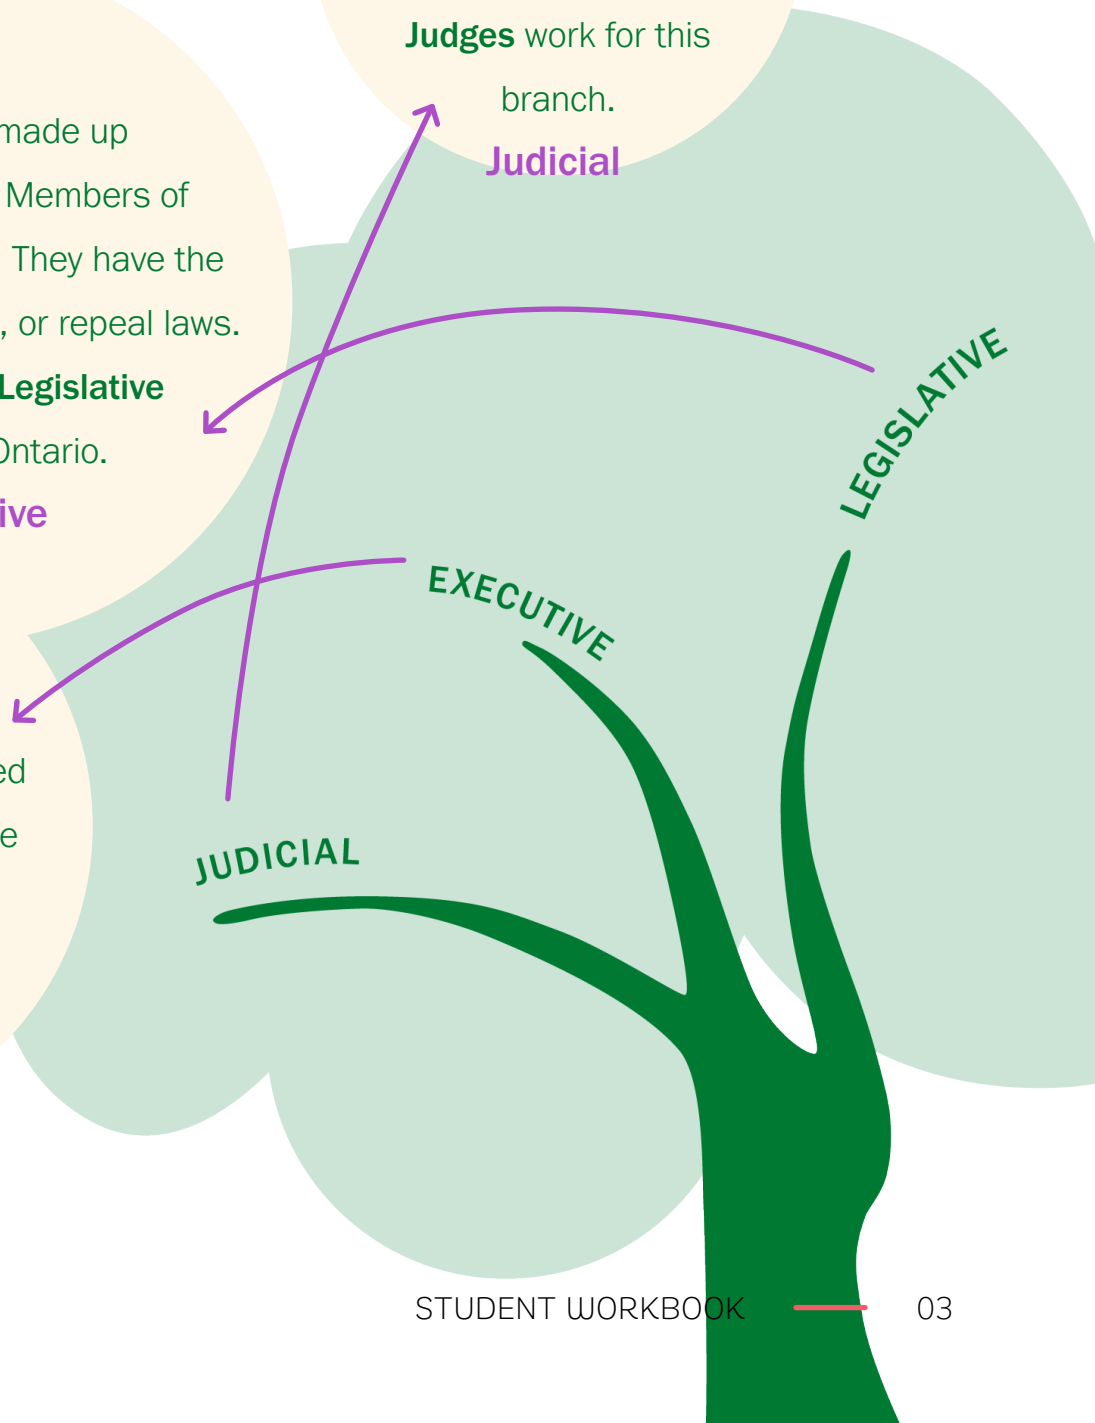 Judges work for this
branch.
Judicial
made up
Members of
They have the
, or repeal laws.
Legislative
Ontario.
ive
LEGISLATIVE
EXECUTIVE
ed
e
JUDICIAL
STUDENT WORKBOOK 03